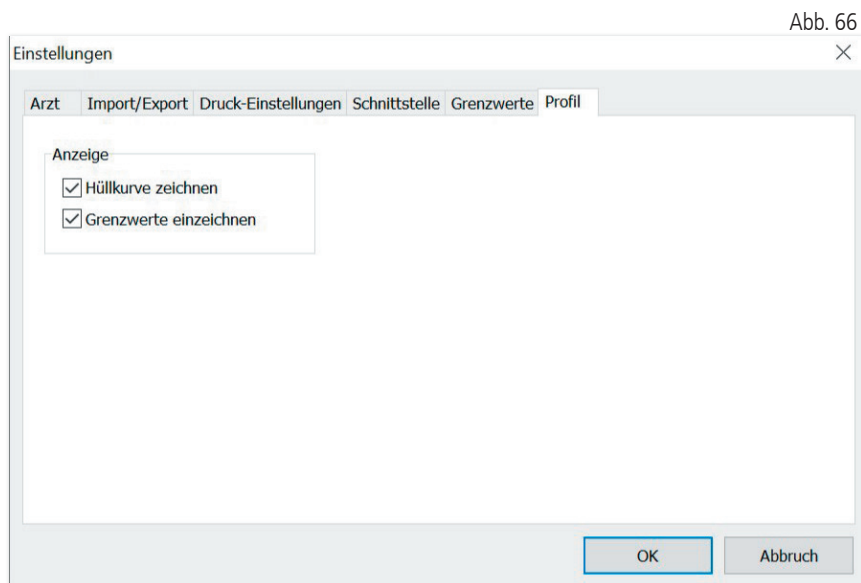 Abb. 66
Einstellungen
Arzt Import/Export Druck-Einstellungen Schnittstelle Grenzwerte Profil
Anzeige
Hüllkurve zeichnen
Grenzwerte einzeichnen
OK Abbruch